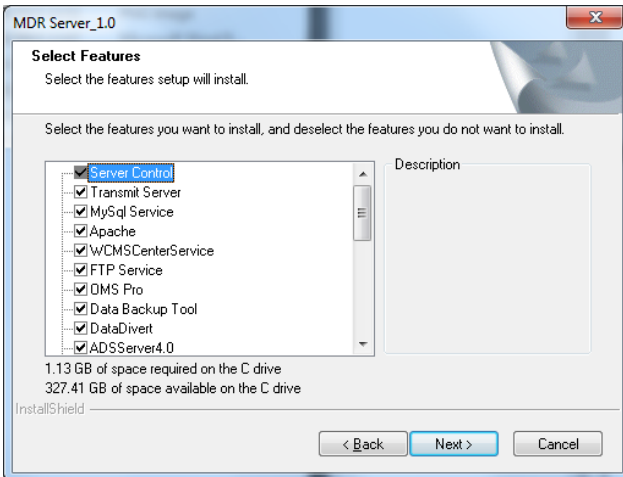 MDR Server_1.0
Select Features
Select the features setup will install.
Select the features you want to install, and deselect the features you do not want to install.
Server Control
Transmit Server
MySql Service
Apache
WCMSCenterService
FTP Service
OMS Pro
Data Backup Tool
DataDivert
ADSServer4.0
Description
1.13 GB of space required on the C drive
327.41 GB of space available on the C drive
InstallShield
< Back
Next >
Cancel